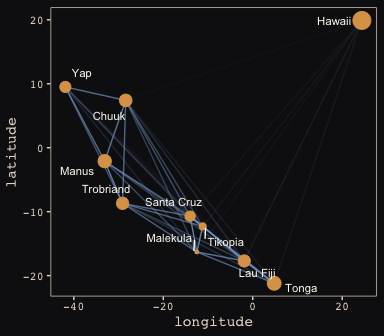 20
Hawaii
Yap
10
Chuuk
0
Manus
Trobriand
Santa Cruz
−10
Malekula
Tikopia
Lau Fiji
−20
Tonga
−40
−20
0
20
longitude
latitude